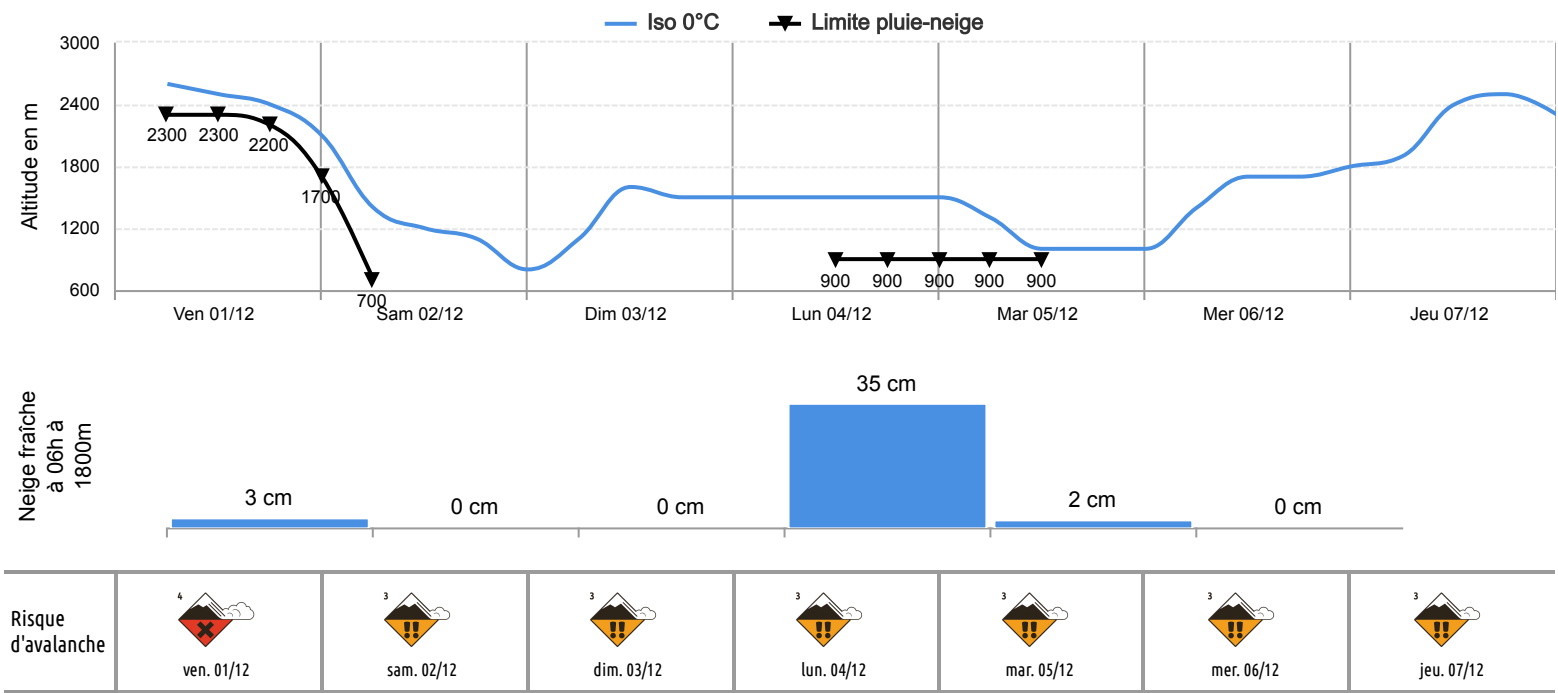 Iso 0°C Limite pluie-neige
Altitude en m
3000
2400
1800
1200
600
2300 2300 2200 1700 700 900 900 900 900 900
Ven 01/12 Sam 02/12 Dim 03/12 Lun 04/12 Mar 05/12 Mer 06/12 Jeu 07/12
Neige fraîche
à 06h à
1800m
3 cm 0 cm 0 cm 35 cm 2 cm 0 cm
Risque
d'avalanche
4 3 3 3 3 3 3
!! !! !! !! !! !!
ven. 01/12 sam. 02/12 dim. 03/12 lun. 04/12 mar. 05/12 mer. 06/12 jeu. 07/12